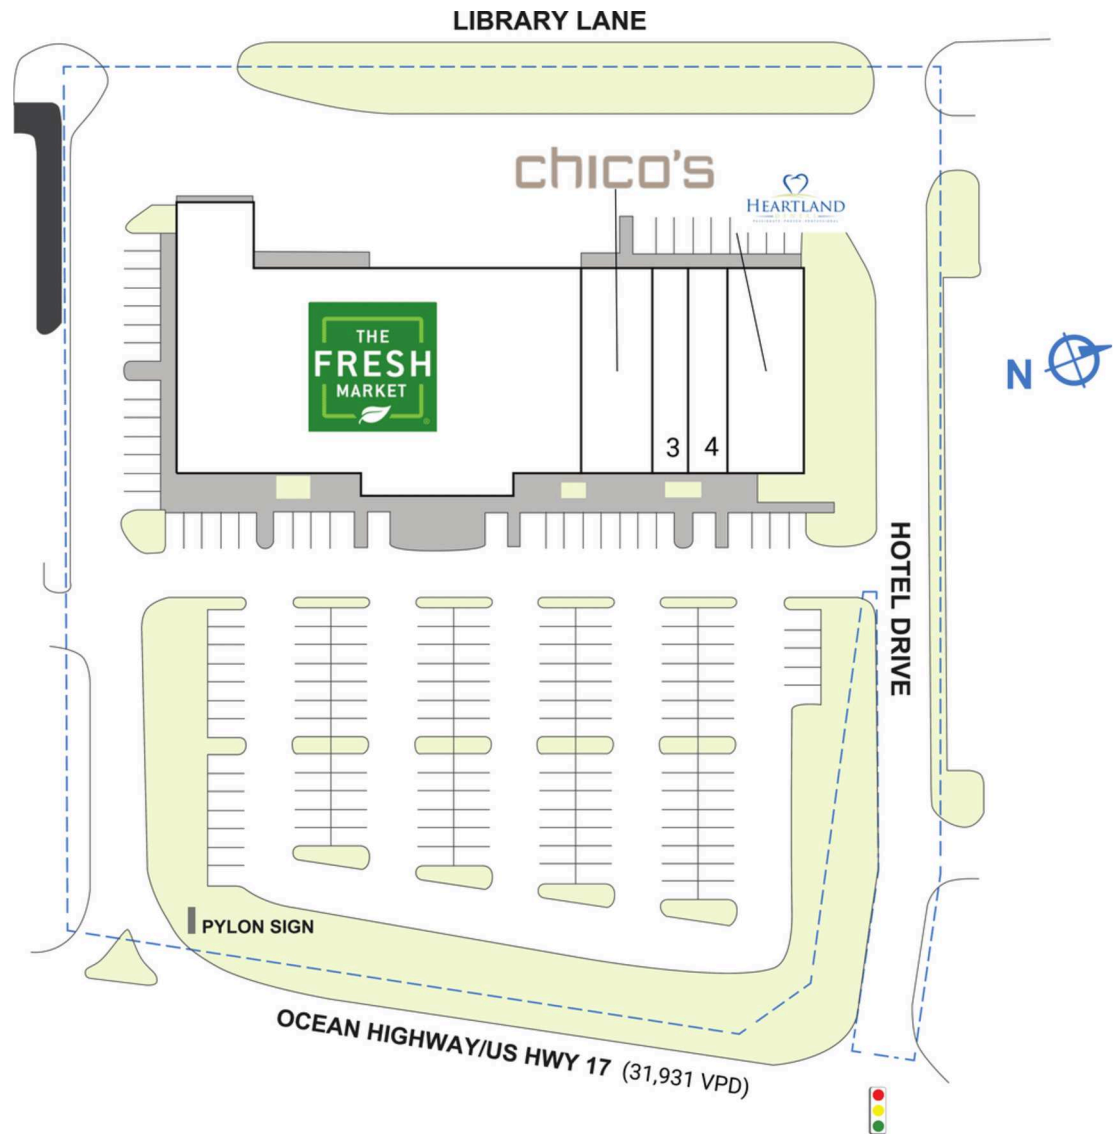 LIBRARY LANE
chico's
HEARTLAND
DENTAL
THE
FRESH
MARKET
N
3
4
HOTEL DRIVE
PYLON SIGN
OCEAN HIGHWAY/US HWY 17 (31,931 VPD)